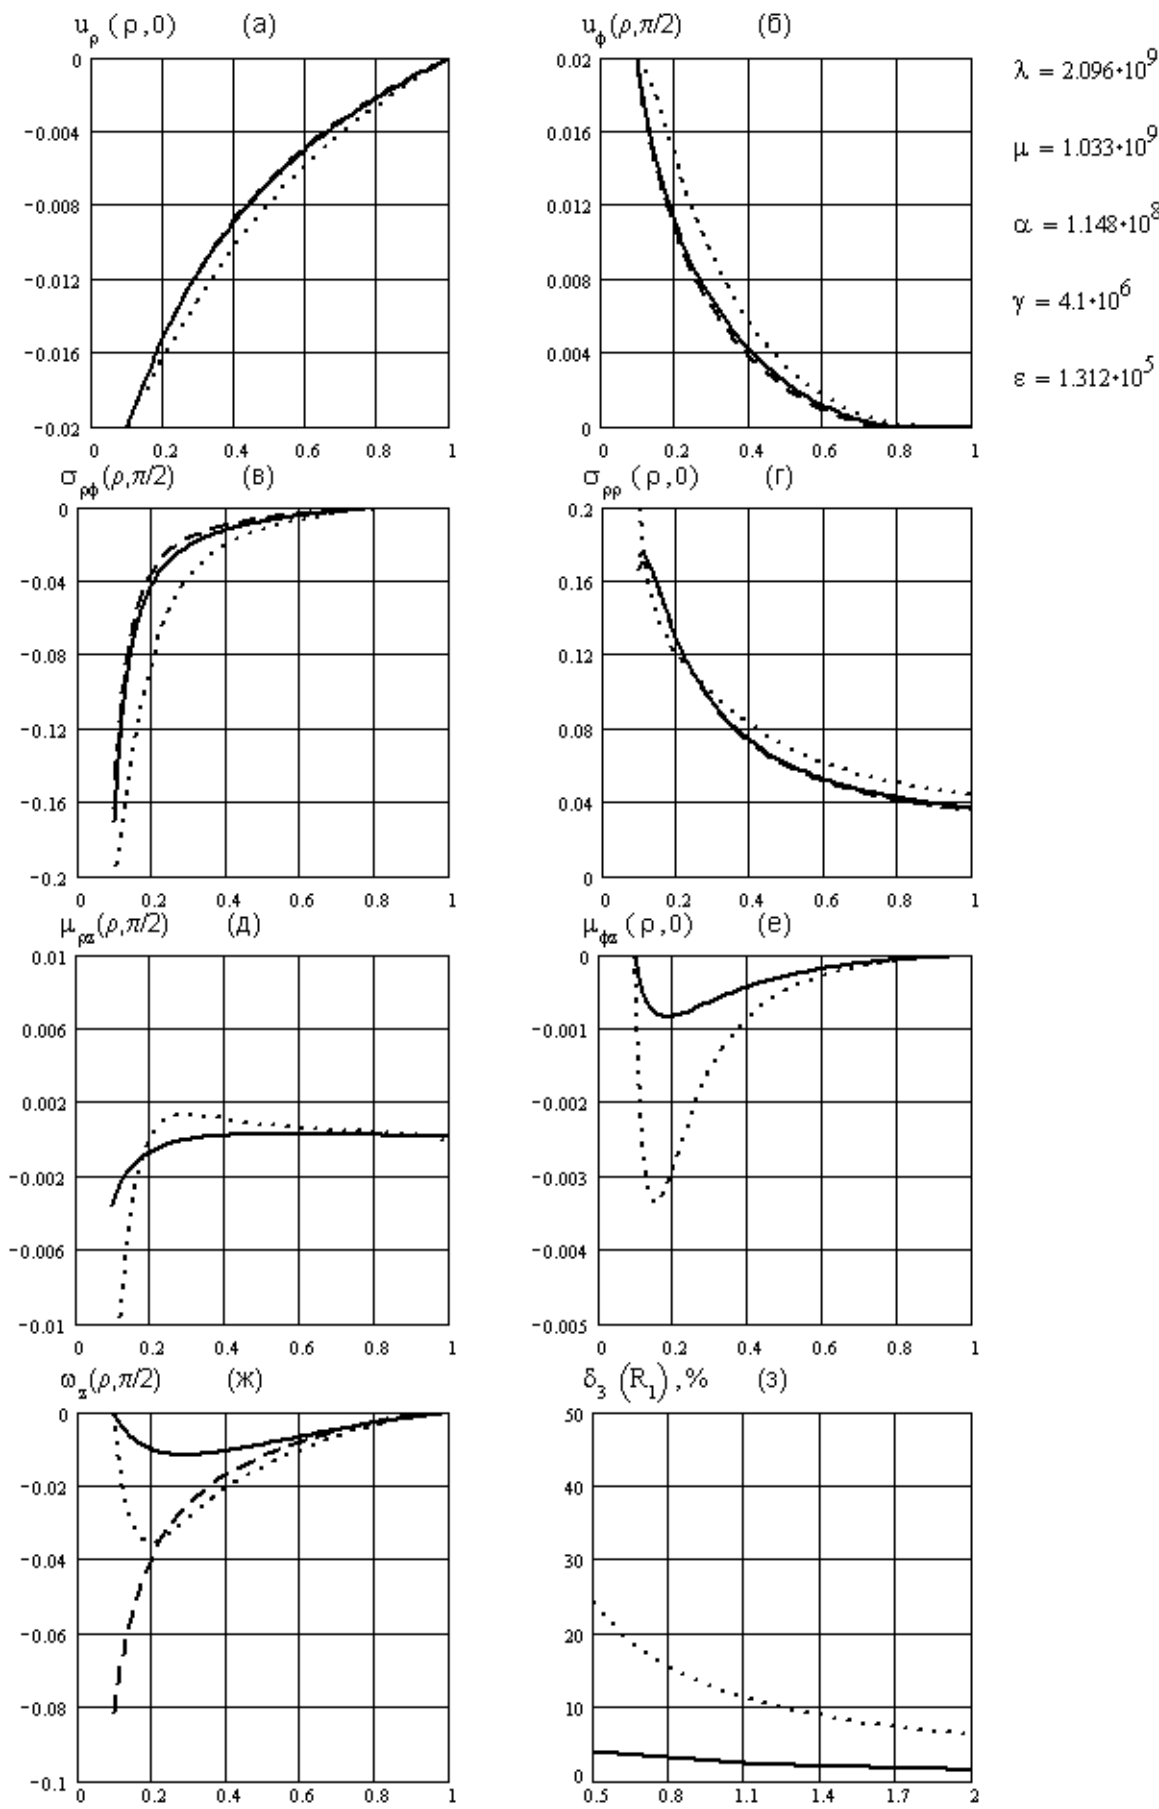 u_ρ (ρ,0) (а)
u_ϕ (ρ,π/2) (б)
0
-0.004
-0.008
-0.012
-0.016
-0.02
0 0.2 0.4 0.6 0.8 1
0.02
0.016
0.012
0.008
0.004
0
0 0.2 0.4 0.6 0.8 1
λ = 2.096•10^9
μ = 1.033•10^9
α = 1.148•10^8
γ = 4.1•10^6
ε = 1.312•10^5
σ_ρϕ (ρ,π/2) (в)
σ_ρρ (ρ,0) (г)
0
-0.04
-0.08
-0.12
-0.16
-0.2
0 0.2 0.4 0.6 0.8 1
0.2
0.16
0.12
0.08
0.04
0
0 0.2 0.4 0.6 0.8 1
μ_ρz (ρ,π/2) (д)
μ_ϕz (ρ,0) (е)
0.01
0.006
0.002
-0.002
-0.006
-0.01
0 0.2 0.4 0.6 0.8 1
0
-0.001
-0.002
-0.003
-0.004
-0.005
0 0.2 0.4 0.6 0.8 1
ω_z (ρ,π/2) (ж)
δ_3 (R_1) ,% (з)
0
-0.02
-0.04
-0.06
-0.08
-0.1
0 0.2 0.4 0.6 0.8 1
50
40
30
20
10
0
0.5 0.8 1.1 1.4 1.7 2